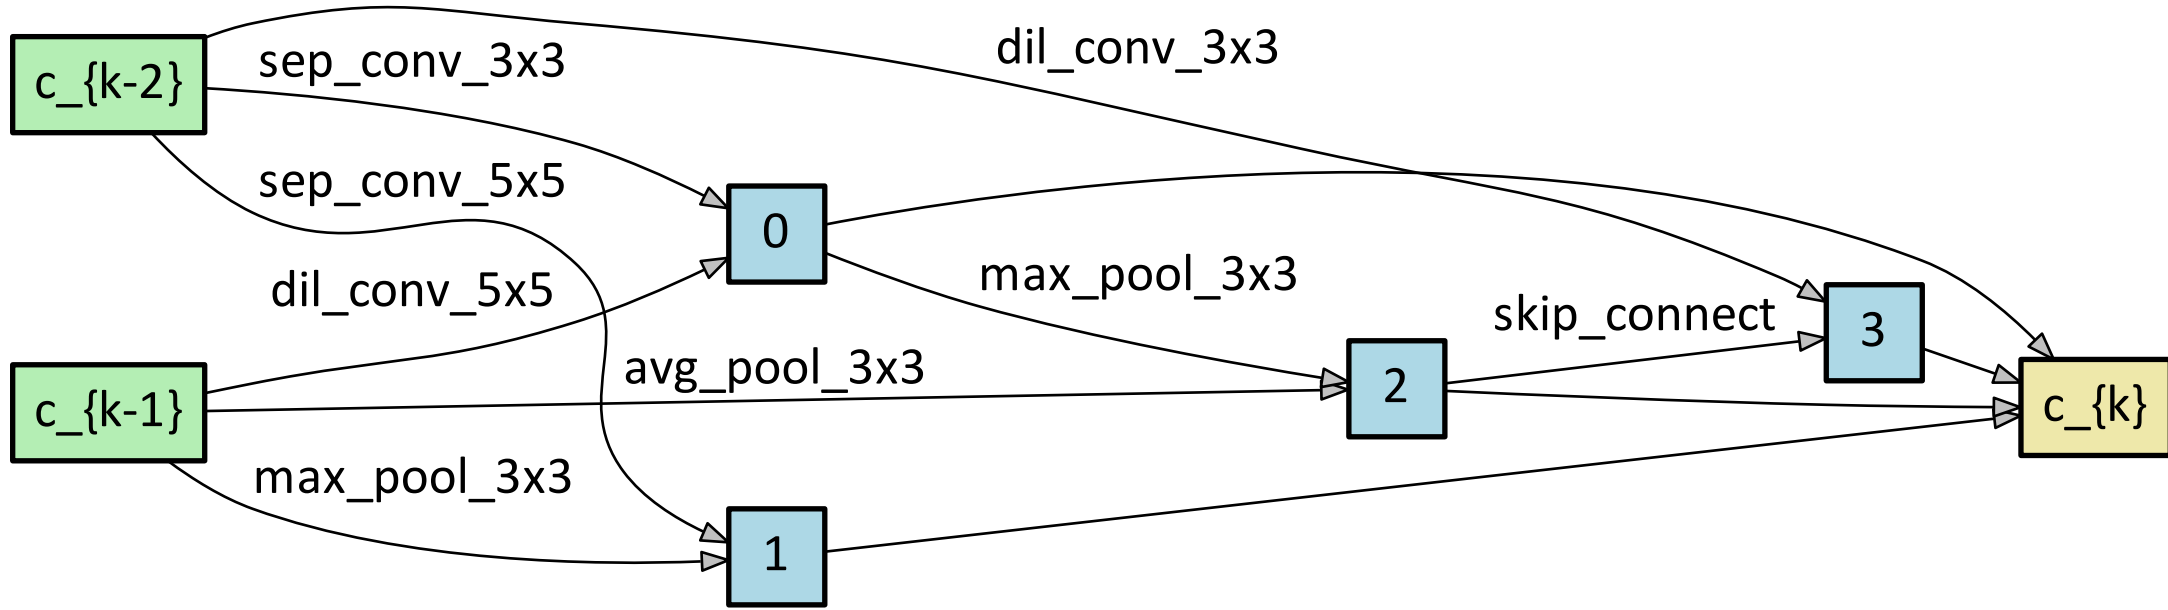 c_{k-2}
sep_conv_3x3
dil_conv_3x3
sep_conv_5x5
0
dil_conv_5x5
max_pool_3x3
skip_connect
3
avg_pool_3x3
2
c_{k-1}
c_{k}
max_pool_3x3
1